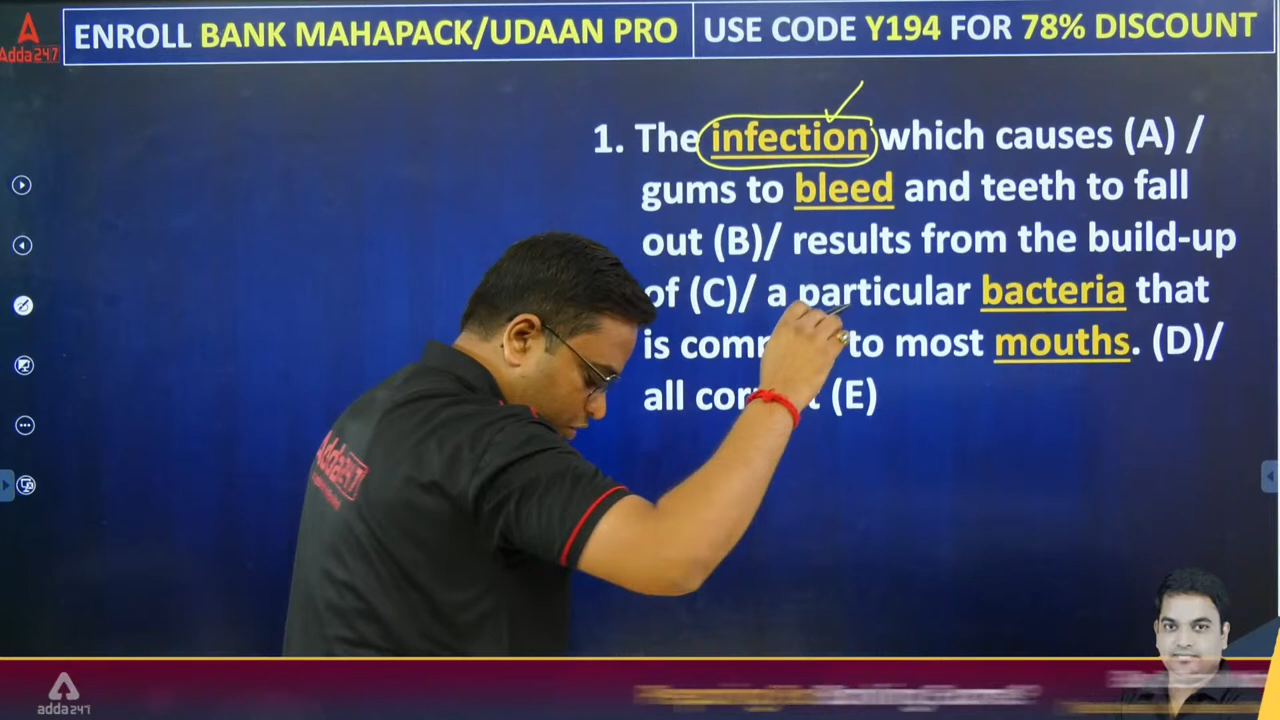 ENROLL BANK MAHAPACK/UDAAN PRO
USE CODE Y194 FOR 78% DISCOUNT
Adda247
1. The infection which causes (A) /
gums to bleed and teeth to fall
out (B)/ results from the build-up
of (C)/ a particular bacteria that
is to most mouths. (D)/
all (E)
Adda247
adda247